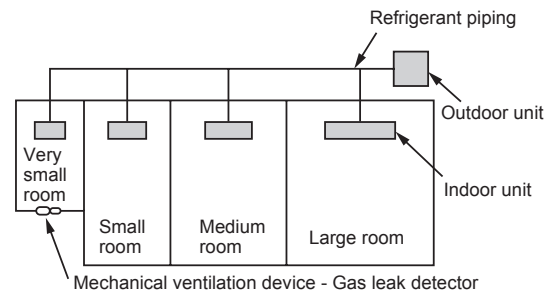 Refrigerant piping
Outdoor unit
Very
small
room
Indoor unit
Small
room
Medium
room
Large room
Mechanical ventilation device - Gas leak detector